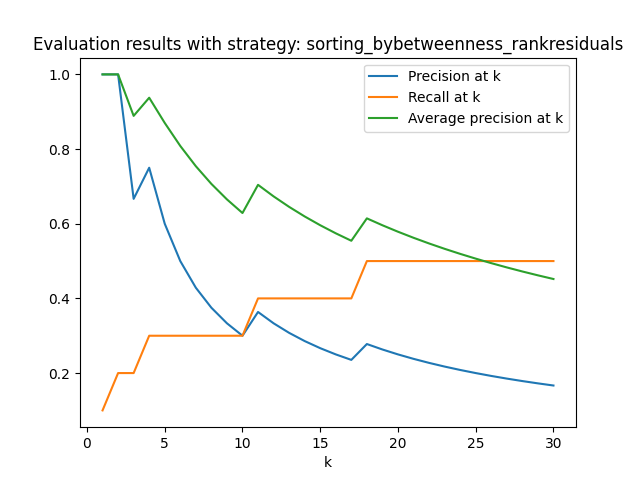 Evaluation results with strategy: sorting_bybetweenness_rankresiduals
Precision at k
Recall at k
Average precision at k
1.0
0.8
0.6
0.4
0.2
0 5 10 15 20 25 30
k